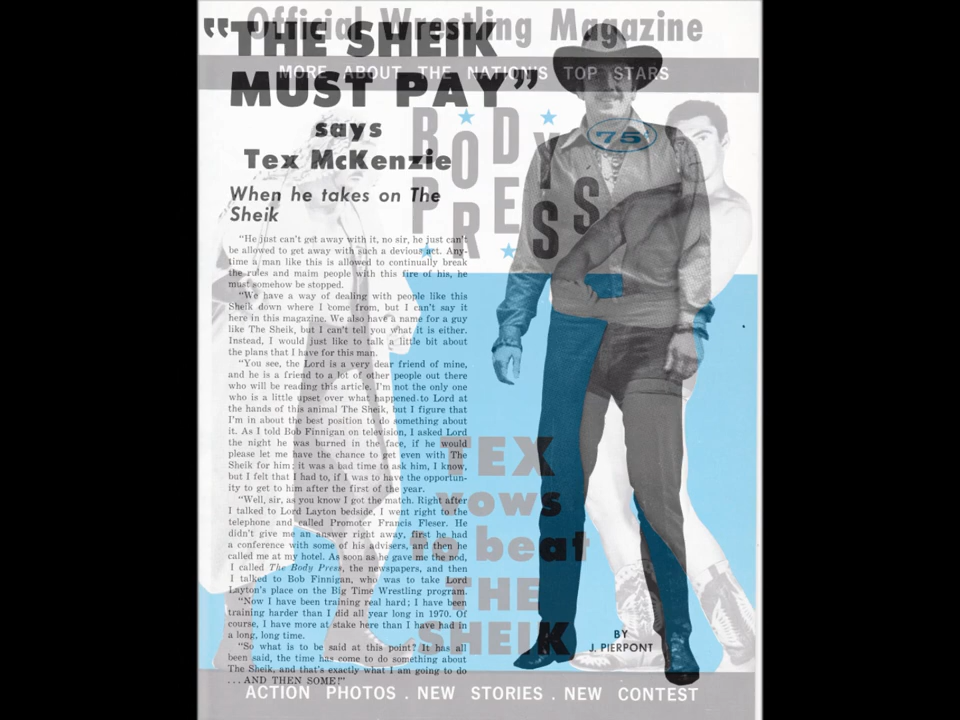 Official Wrestling Magazine
"THE SHEIK
MORE ABOUT THE NATION'S TOP STARS
MUST PAY"
says
Tex McKenzie
When he takes on The
Sheik
BODY
PRESS
75¢
"He just can't get away with it, no sir, he just can't
be allowed to get away with such a devious act. Any-
time a man like this is allowed to continually break
the rules and maim people with this fire of his, he
must somehow be stopped.
"We have a way of dealing with people like this
Sheik down where I come from, but I can't say it
here in this magazine. We also have a name for a guy
like The Sheik, but I can't tell you what it is either.
Instead, I would just like to talk a little bit about
the plans that I have for this man.
"You see, the Lord is a very dear friend of mine,
and he is a friend to a lot of other people out there
who will be reading this article. I'm not the only one
who is a little upset over what happened to Lord at
the hands of this animal The Sheik, but I figure that
I'm in about the best position to do something about
it. As I told Bob Finnigan on television, I asked Lord
the night he was burned in the face, if he would
please let me have the chance to get even with The
Sheik for him; it was a bad time to ask him, I know,
but I felt that I had to, if I was to have the opportun-
ity to get to him after the first of the year.
"Well, sir, as you know I got the match. Right after
I talked to Lord Layton bedside, I went right to the
telephone and called Promoter Francis Fleser. He
didn't give me an answer right away, first he had
a conference with some of his advisers, and then he
called me at my hotel. As soon as he gave me the nod,
I called The Body Press, the newspapers, and then
I talked to Bob Finnigan, who was to take Lord
Layton's place on the Big Time Wrestling program.
"Now I have been training real hard; I have been
training harder than I did all year long in 1970. Of
course, I have more at stake here than I have had in
a long, long time.
"So what is to be said at this point? It has all
been said, the time has come to do something about
The Sheik, and that's exactly what I am going to do
. . . AND THEN SOME!"
TEX
vows
to beat
THE
SHEIK
BY
J. PIERPONT
ACTION PHOTOS . NEW STORIES . NEW CONTEST